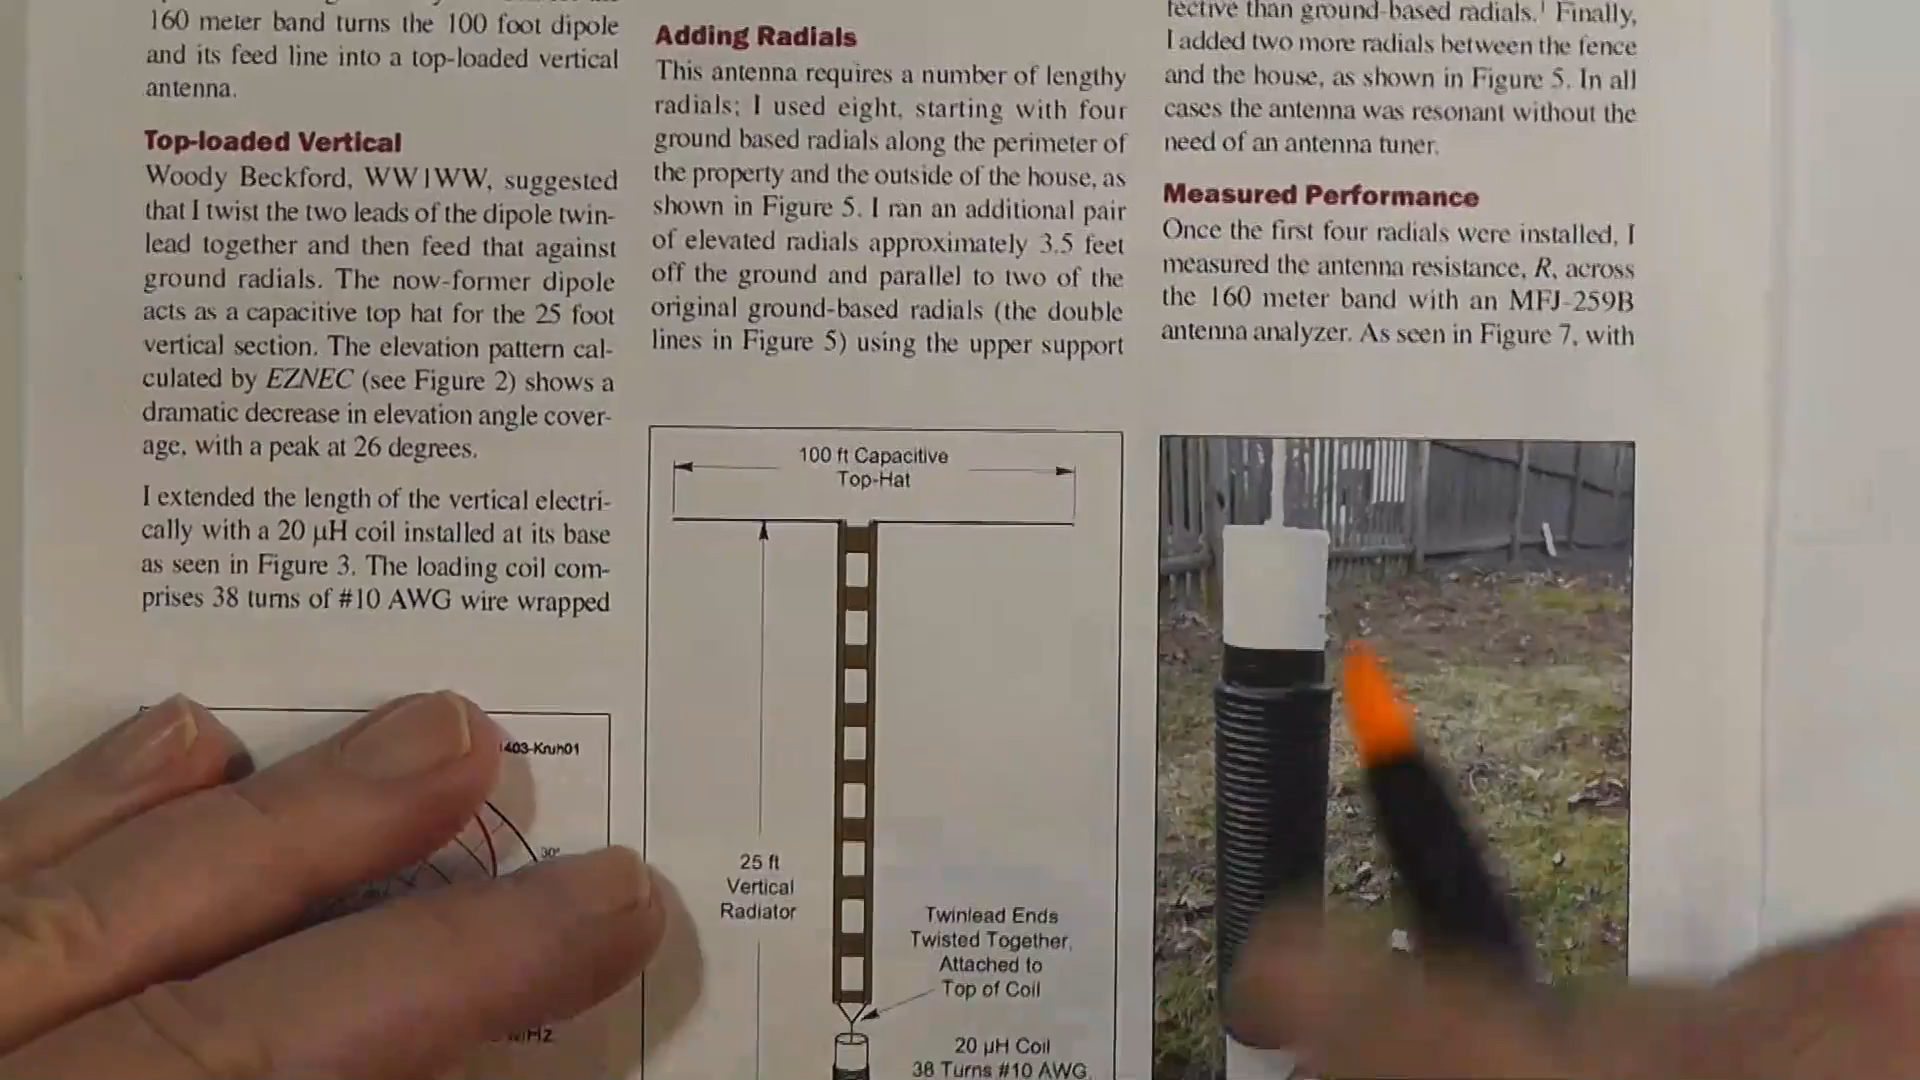 160 meter band turns the 100 foot dipole
and its feed line into a top-loaded vertical
antenna.
Top-loaded Vertical
Woody Beckford, WW1WW, suggested
that I twist the two leads of the dipole twin-
lead together and then feed that against
ground radials. The now-former dipole
acts as a capacitive top hat for the 25 foot
vertical section. The elevation pattern cal-
culated by EZNEC (see Figure 2) shows a
dramatic decrease in elevation angle cover-
age, with a peak at 26 degrees.
I extended the length of the vertical electri-
cally with a 20 μH coil installed at its base
as seen in Figure 3. The loading coil com-
prises 38 turns of #10 AWG wire wrapped
403-Kruh01
30°
MHz
Adding Radials
This antenna requires a number of lengthy
radials; I used eight, starting with four
ground based radials along the perimeter of
the property and the outside of the house, as
shown in Figure 5. I ran an additional pair
of elevated radials approximately 3.5 feet
off the ground and parallel to two of the
original ground-based radials (the double
lines in Figure 5) using the upper support
100 ft Capacitive
Top-Hat
25 ft
Vertical
Radiator
Twinlead Ends
Twisted Together,
Attached to
Top of Coil
20 μH Coil
38 Turns #10 AWG
fective than ground-based radials.¹ Finally,
I added two more radials between the fence
and the house, as shown in Figure 5. In all
cases the antenna was resonant without the
need of an antenna tuner.
Measured Performance
Once the first four radials were installed, I
measured the antenna resistance, R, across
the 160 meter band with an MFJ-259B
antenna analyzer. As seen in Figure 7, with